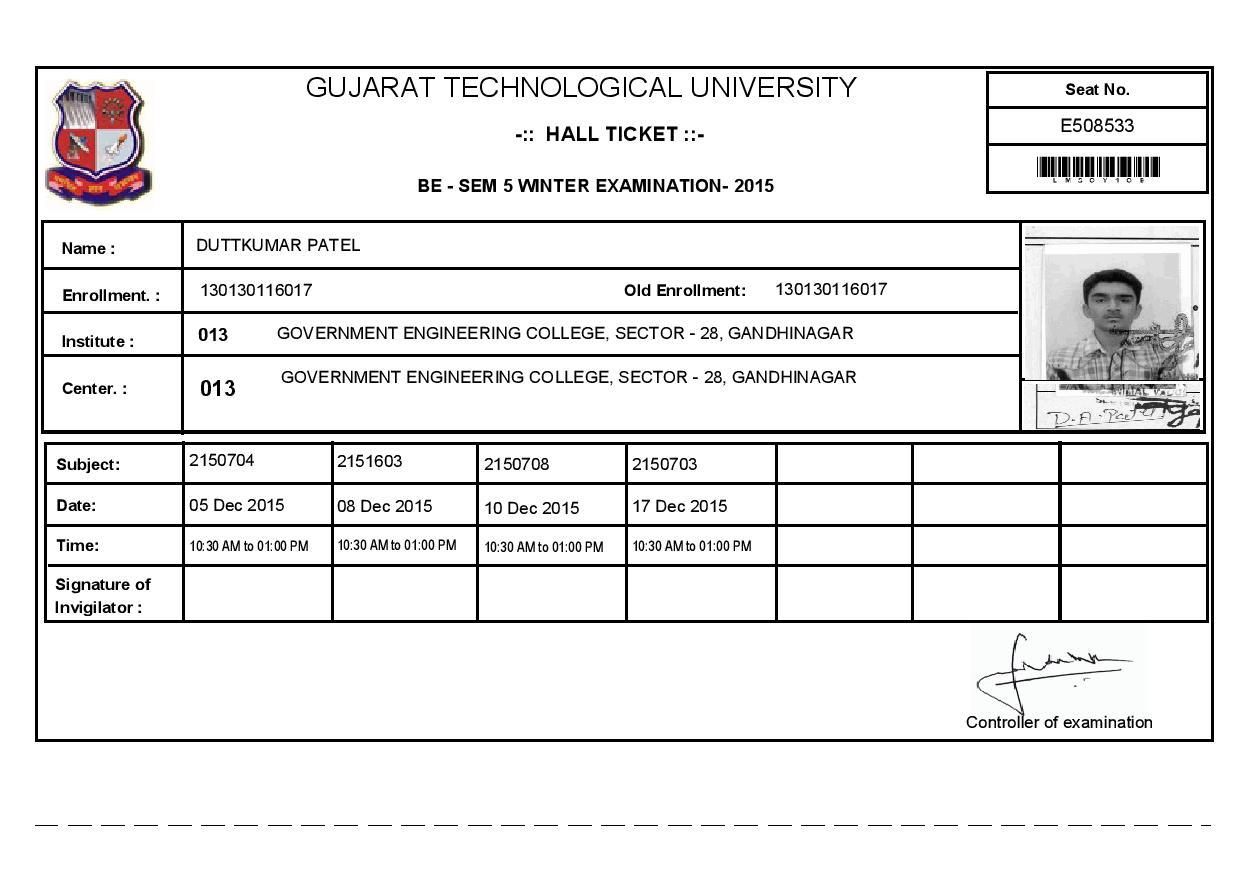 GUJARAT TECHNOLOGICAL UNIVERSITY
-:: HALL TICKET ::-
BE - SEM 5 WINTER EXAMINATION- 2015
Seat No.
E508533
Name : DUTTKUMAR PATEL
Enrollment. : 130130116017 Old Enrollment: 130130116017
Institute : 013 GOVERNMENT ENGINEERING COLLEGE, SECTOR - 28, GANDHINAGAR
Center. : 013 GOVERNMENT ENGINEERING COLLEGE, SECTOR - 28, GANDHINAGAR
D.A. Patel
Subject: 2150704 2151603 2150708 2150703
Date: 05 Dec 2015 08 Dec 2015 10 Dec 2015 17 Dec 2015
Time: 10:30 AM to 01:00 PM 10:30 AM to 01:00 PM 10:30 AM to 01:00 PM 10:30 AM to 01:00 PM
Signature of
Invigilator :
Controller of examination